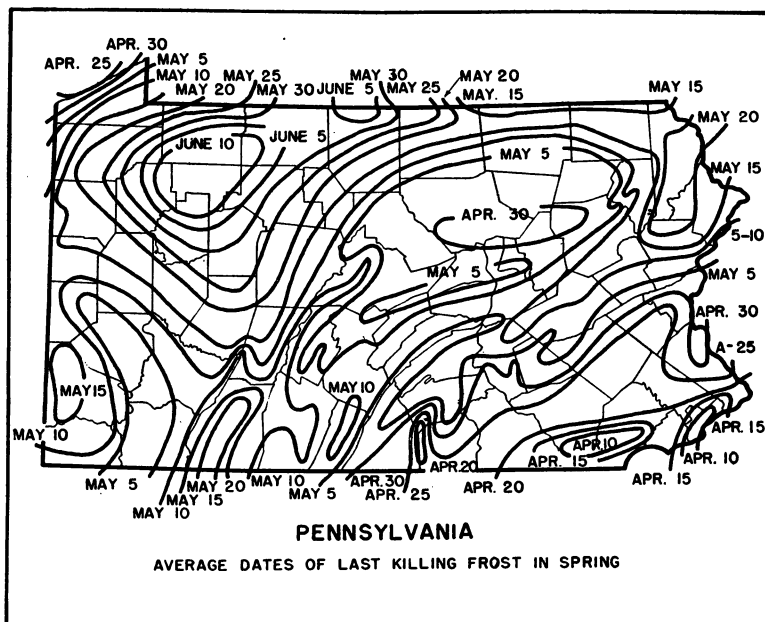 APR. 30
APR. 25
MAY 5
MAY 10
MAY 20
MAY 25
MAY 30
JUNE 5
MAY 30
MAY 25
MAY 20
MAY. 15
MAY 15
MAY 20
JUNE 10
JUNE 5
MAY 5
MAY 15
APR. 30
5-10
MAY 5
MAY 5
APR. 30
A-25
MAY 15
MAY 10
MAY 10
APR. 15
APR. 10
APR. 15
APR. 10
MAY 5
MAY 10
MAY 15
MAY 20
MAY 10
MAY 5
APR. 30
APR. 25
APR. 20
APR. 20
APR. 15
PENNSYLVANIA
AVERAGE DATES OF LAST KILLING FROST IN SPRING